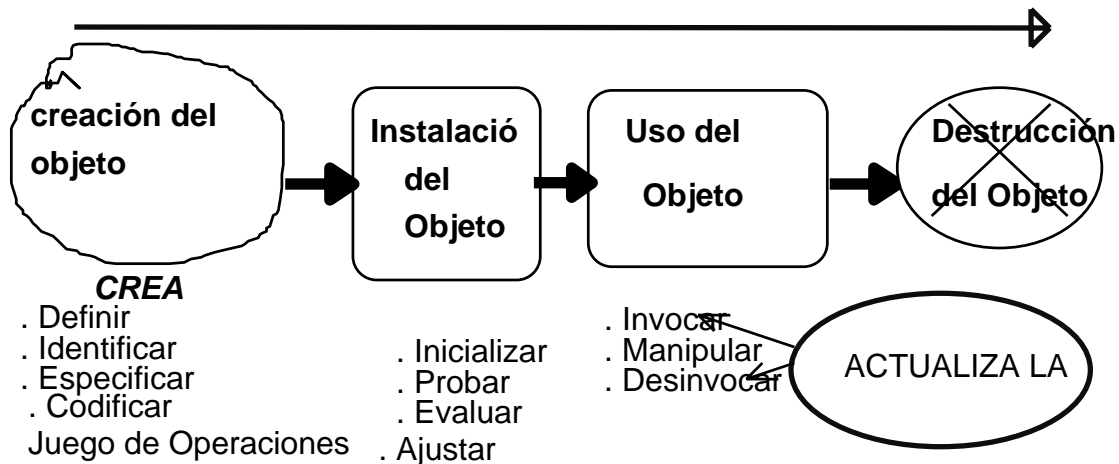 creación del
objeto
Instalació
del
Objeto
Uso del
Objeto
Destrucción
del Objeto
CREA
. Definir
. Identificar
. Especificar
. Codificar
Juego de Operaciones
. Inicializar
. Probar
. Evaluar
. Ajustar
. Invocar
. Manipular
. Desinvocar
ACTUALIZA LA